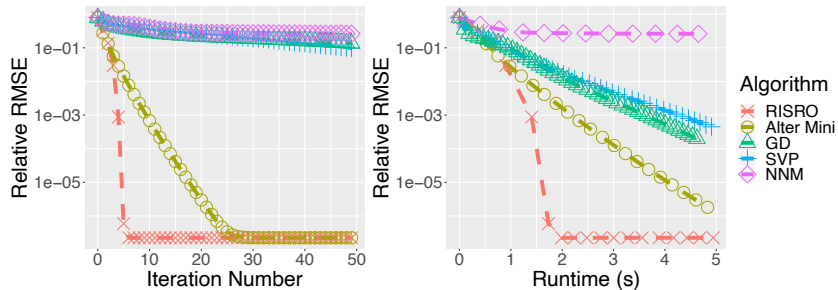 Relative RMSE
1e−01
1e−03
1e−05
0
10
20
30
40
50
Iteration Number
Relative RMSE
1e−01
1e−03
1e−05
0
1
2
3
4
5
Runtime (s)
Algorithm
RISRO
Alter Mini
GD
SVP
NNM